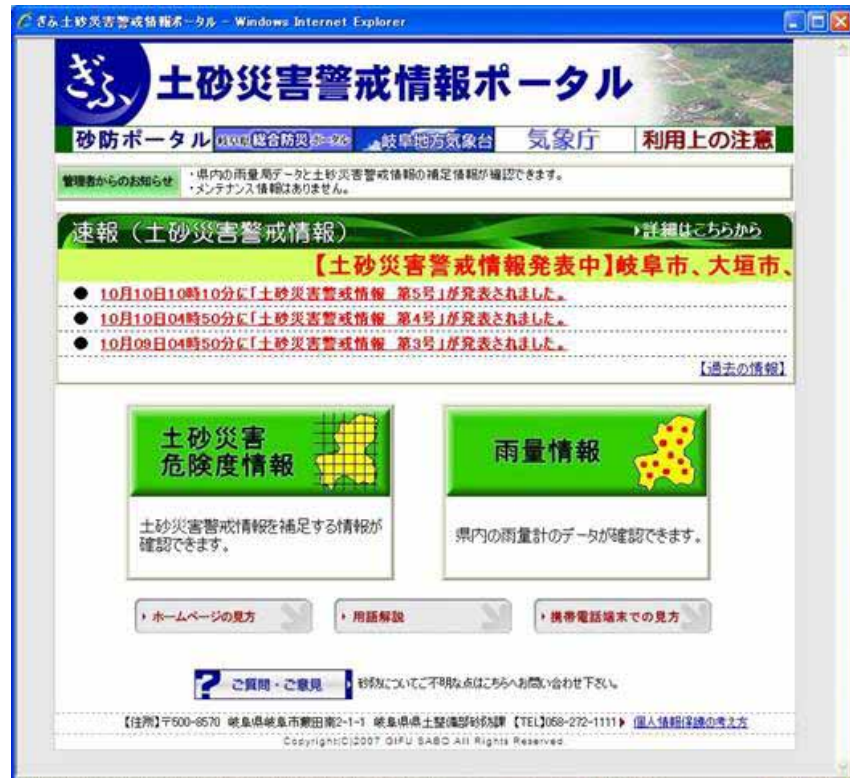 ぎふ土砂災害警戒情報ポータル - Windows Internet Explorer
ぎふ 土砂災害警戒情報ポータル
砂防ポータル 岐阜県総合防災ポータル 岐阜地方気象台 気象庁 利用上の注意
管理者からのお知らせ
・県内の雨量局データと土砂災害警戒情報の補足情報が確認できます。
・メンテナンス情報はありません。
速報（土砂災害警戒情報） 詳細はこちらから
【土砂災害警戒情報発表中】岐阜市、大垣市、
● 10月10日10時10分に「土砂災害警戒情報 第5号」が発表されました。
● 10月10日04時50分に「土砂災害警戒情報 第4号」が発表されました。
● 10月09日04時50分に「土砂災害警戒情報 第3号」が発表されました。
【過去の情報】
土砂災害
危険度情報
土砂災害警戒情報を補足する情報が
確認できます。
雨量情報
県内の雨量計のデータが確認できます。
ホームページの見方 用語解説 携帯電話端末での見方
? ご質問・ご意見 砂防についてご不明な点はこちらへお問い合わせ下さい。
【住所】〒500-8570 岐阜県岐阜市薮田南2-1-1 岐阜県県土整備部砂防課 【TEL】058-272-1111 個人情報保護の考え方
Copyright(C)2007 GIFU SABO All Rights Reserved.